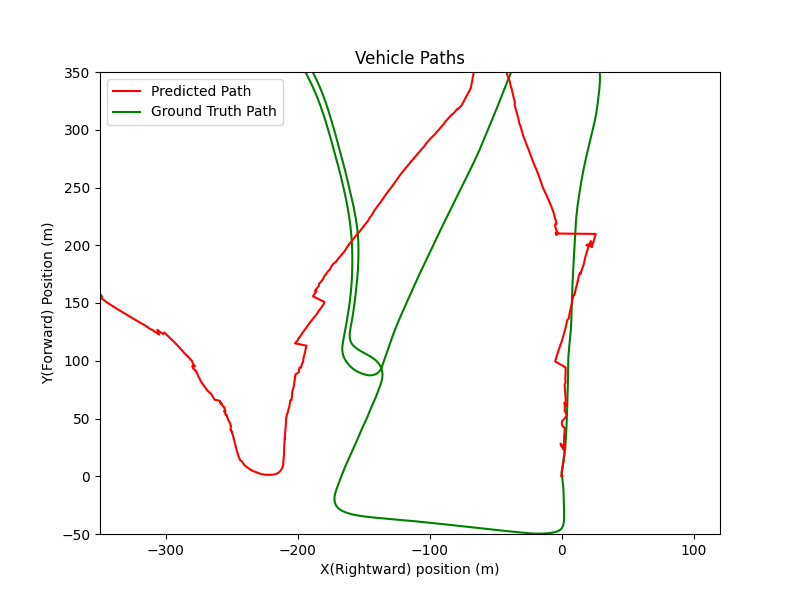 Vehicle Paths
Predicted Path
Ground Truth Path
Y(Forward) Position (m)
350
300
250
200
150
100
50
0
−50
−300
−200
−100
0
100
X(Rightward) position (m)